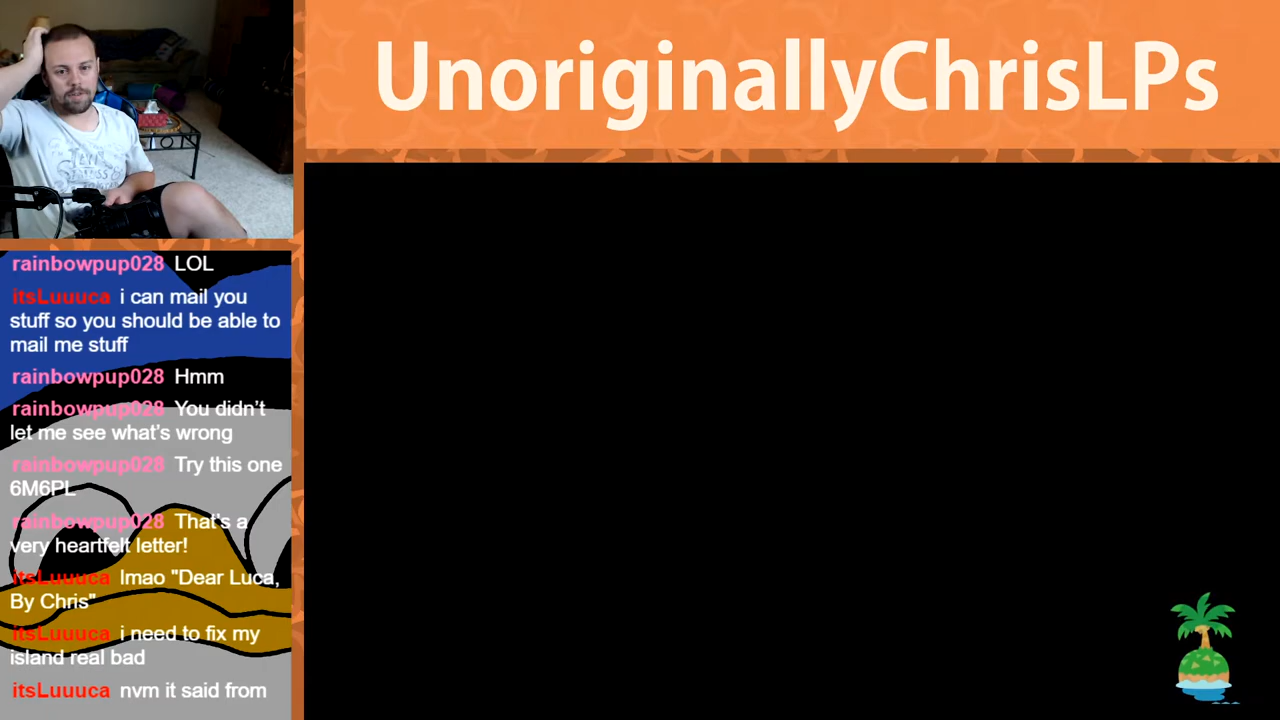 UnoriginallyChrisLPs
rainbowpup028 LOL
itsLuuuca i can mail you
stuff so you should be able to
mail me stuff
rainbowpup028 Hmm
rainbowpup028 You didn't
let me see what's wrong
rainbowpup028 Try this one
6M6PL
rainbowpup028 That's a
very heartfelt letter!
itsLuuuca lmao "Dear Luca,
By Chris"
itsLuuuca i need to fix my
island real bad
itsLuuuca nvm it said from